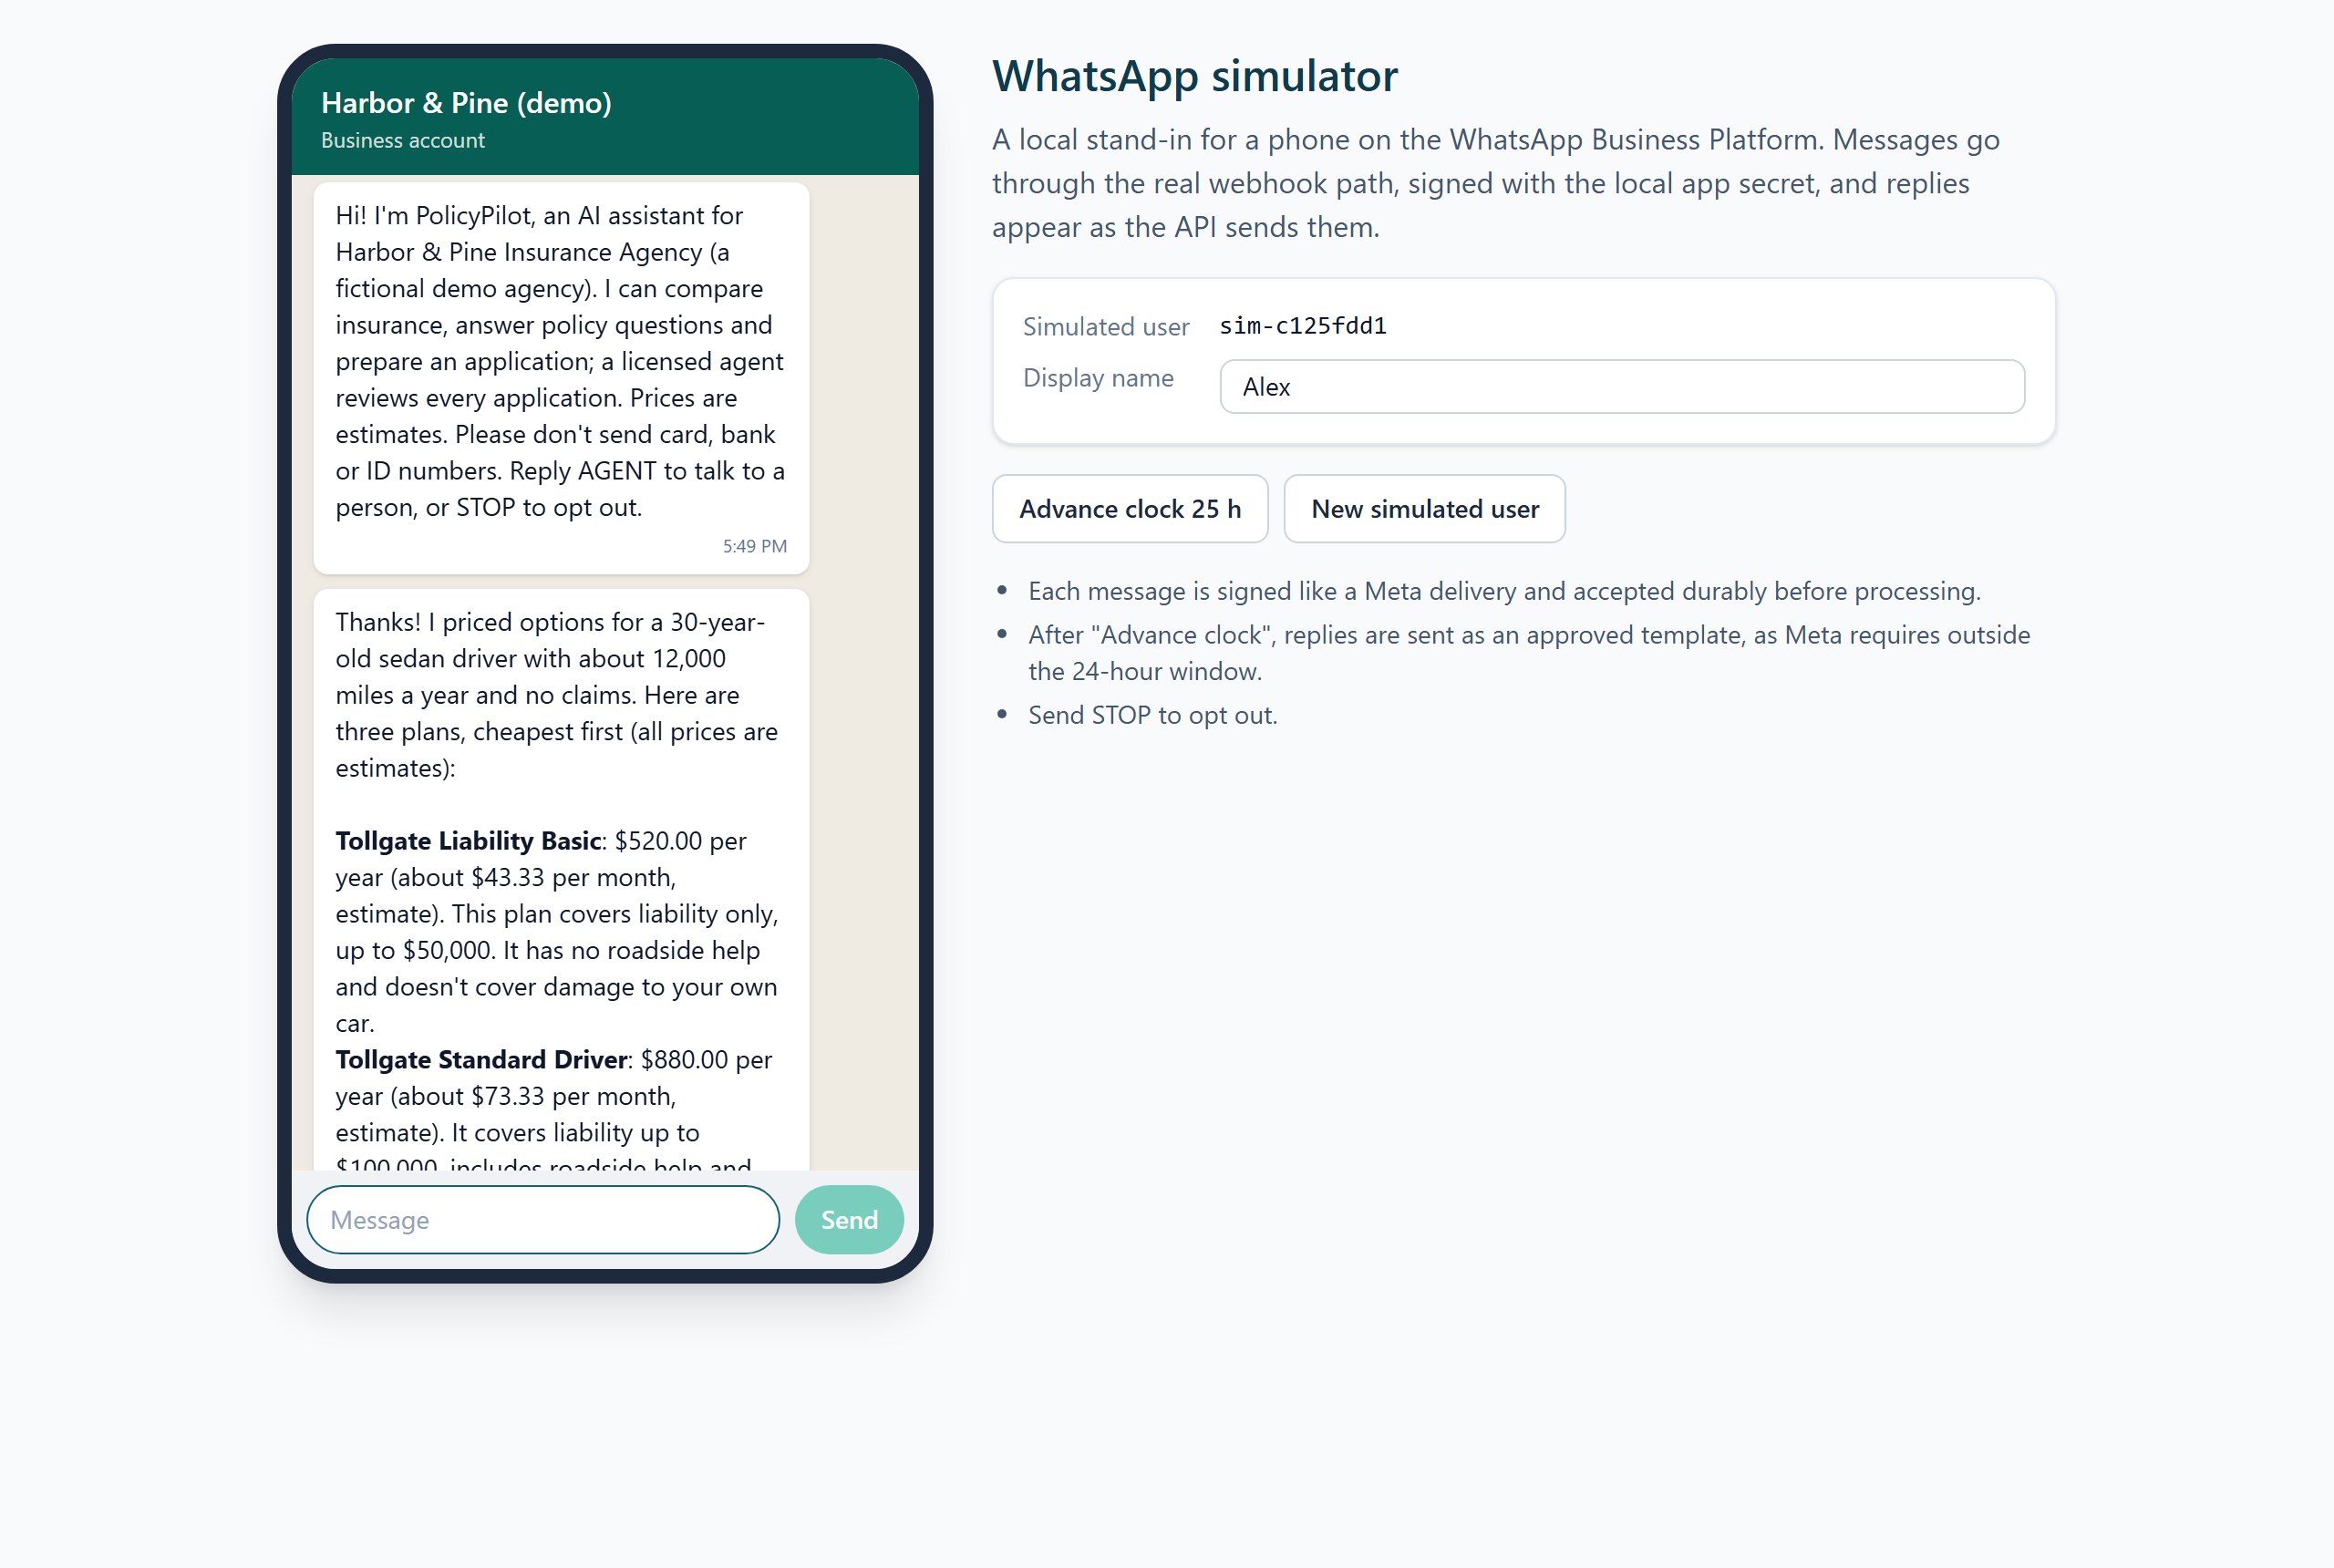 Harbor & Pine (demo)
Business account
Hi! I'm PolicyPilot, an AI assistant for
Harbor & Pine Insurance Agency (a
fictional demo agency). I can compare
insurance, answer policy questions and
prepare an application; a licensed agent
reviews every application. Prices are
estimates. Please don't send card, bank
or ID numbers. Reply AGENT to talk to a
person, or STOP to opt out.
5:49 PM
Thanks! I priced options for a 30-year-
old sedan driver with about 12,000
miles a year and no claims. Here are
three plans, cheapest first (all prices are
estimates):
Tollgate Liability Basic: $520.00 per
year (about $43.33 per month,
estimate). This plan covers liability only,
up to $50,000. It has no roadside help
and doesn't cover damage to your own
car.
Tollgate Standard Driver: $880.00 per
year (about $73.33 per month,
estimate). It covers liability up to
$100,000, includes roadside help and
Message
Send
WhatsApp simulator
A local stand-in for a phone on the WhatsApp Business Platform. Messages go
through the real webhook path, signed with the local app secret, and replies
appear as the API sends them.
Simulated user sim-c125fdd1
Display name Alex
Advance clock 25 h New simulated user
• Each message is signed like a Meta delivery and accepted durably before processing.
• After "Advance clock", replies are sent as an approved template, as Meta requires outside
the 24-hour window.
• Send STOP to opt out.